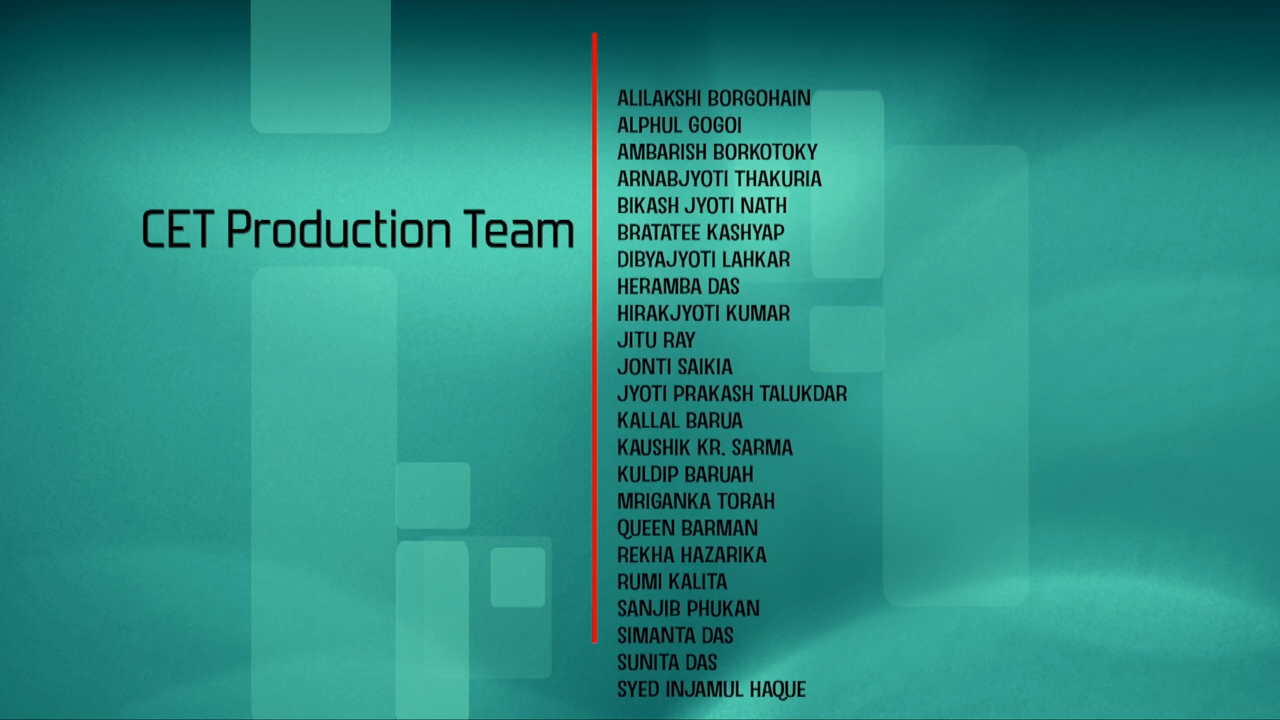 CET Production Team
ALILAKSHI BORGOHAIN
ALPHUL GOGOI
AMBARISH BORKOTOKY
ARNABJYOTI THAKURIA
BIKASH JYOTI NATH
BRATATEE KASHYAP
DIBYAJYOTI LAHKAR
HERAMBA DAS
HIRAKJYOTI KUMAR
JITU RAY
JONTI SAIKIA
JYOTI PRAKASH TALUKDAR
KALLAL BARUA
KAUSHIK KR. SARMA
KULDIP BARUAH
MRIGANKA TORAH
QUEEN BARMAN
REKHA HAZARIKA
RUMI KALITA
SANJIB PHUKAN
SIMANTA DAS
SUNITA DAS
SYED INJAMUL HAQUE